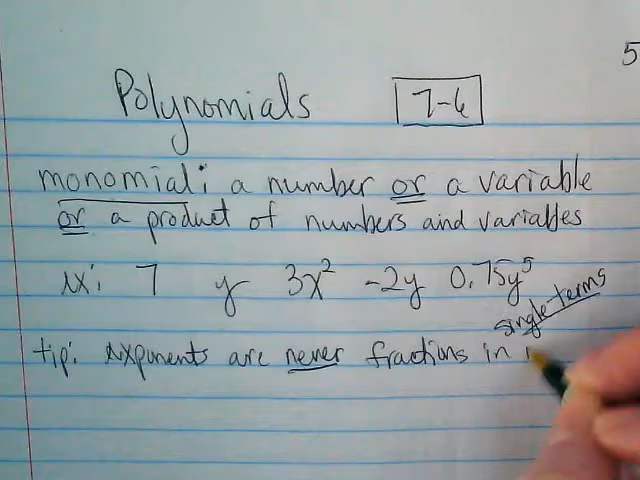 5
Polynomials 7-6
monomial: a number or a variable
or a product of numbers and variables
ex: 7 y 3x² -2y 0.75y⁵
single terms
tip: exponents are never fractions in